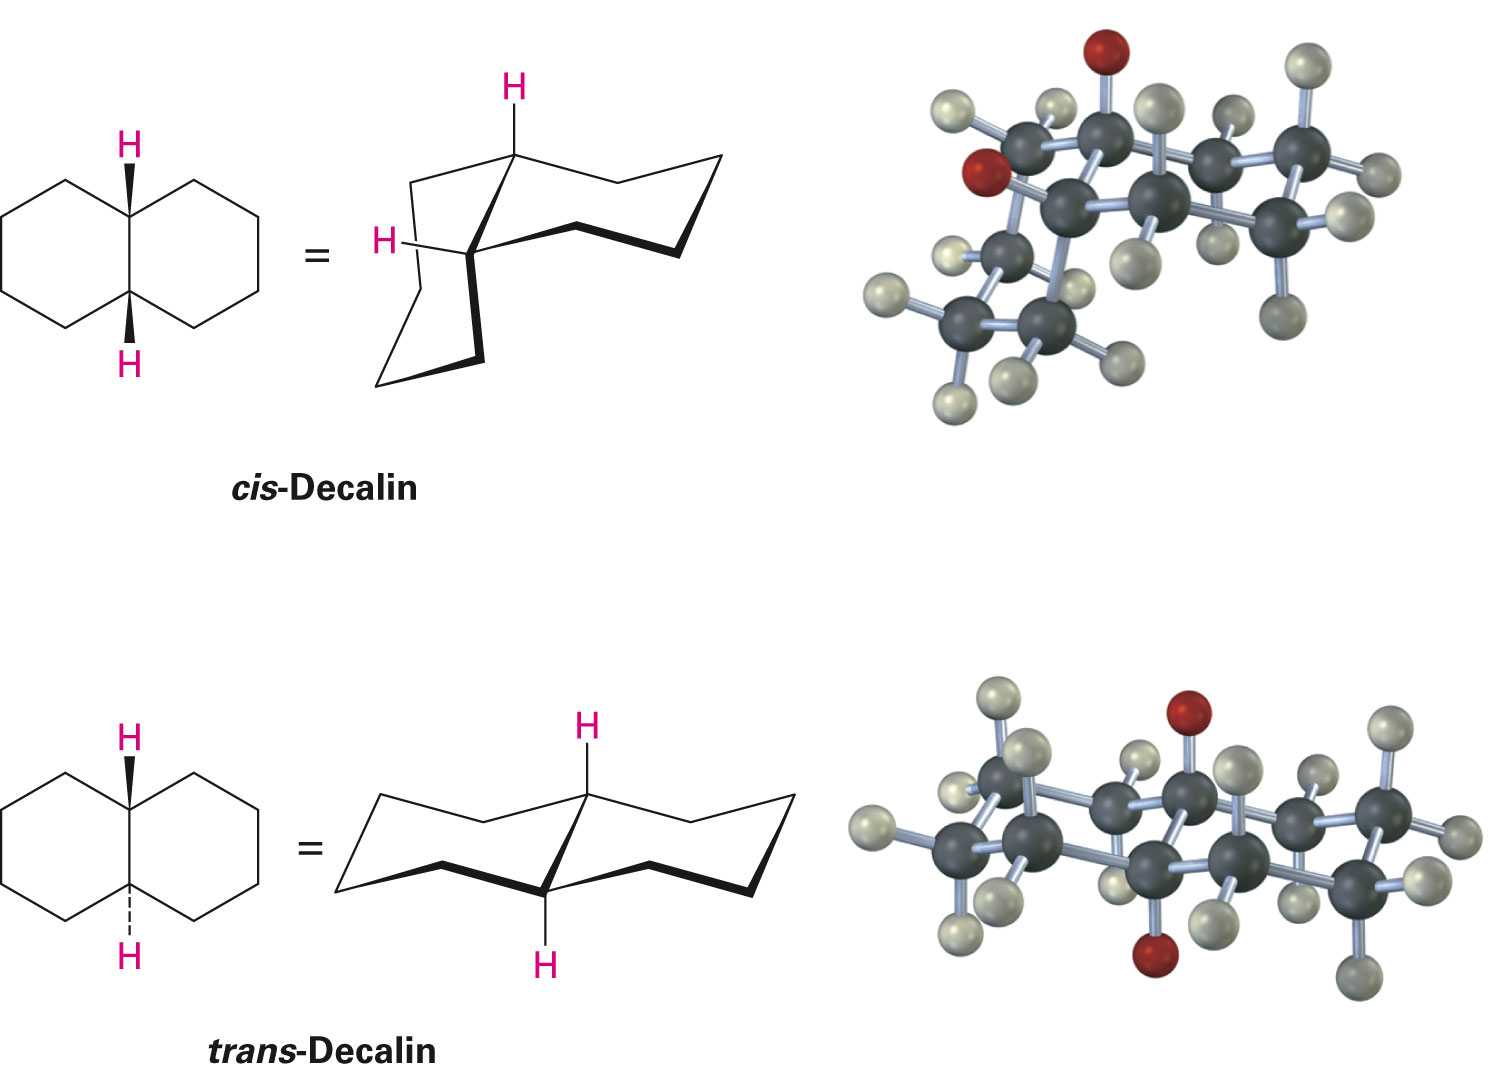 H
H
H
=
H
H
cis-Decalin
H
H
=
H
H
trans-Decalin